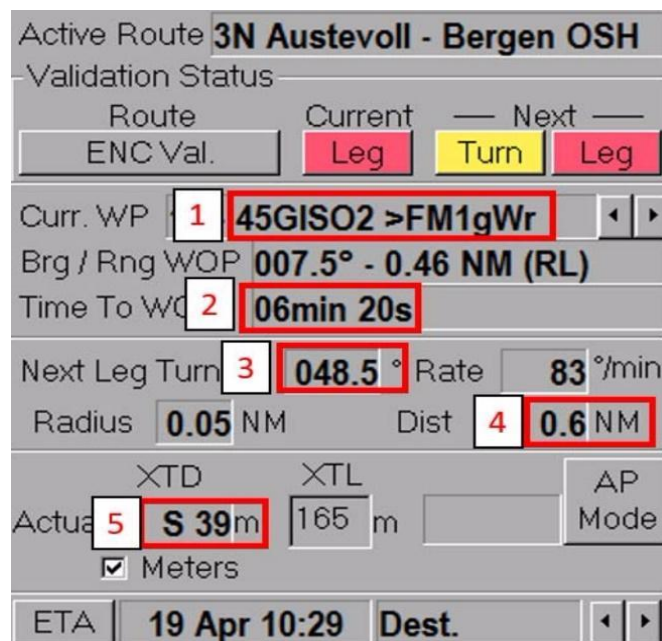 Active Route 3N Austevoll - Bergen OSH
Validation Status
Route Current — Next —
ENC Val. Leg Turn Leg
Curr. WP 1 45GISO2 >FM1gWr
Brg / Rng WOP 007.5° - 0.46 NM (RL)
Time To WO 2 06min 20s
Next Leg Turn 3 048.5 ° Rate 83 °/min
Radius 0.05 NM Dist 4 0.6 NM
XTD XTL AP
Actua 5 S 39 m 165 m Mode
Meters
ETA 19 Apr 10:29 Dest.